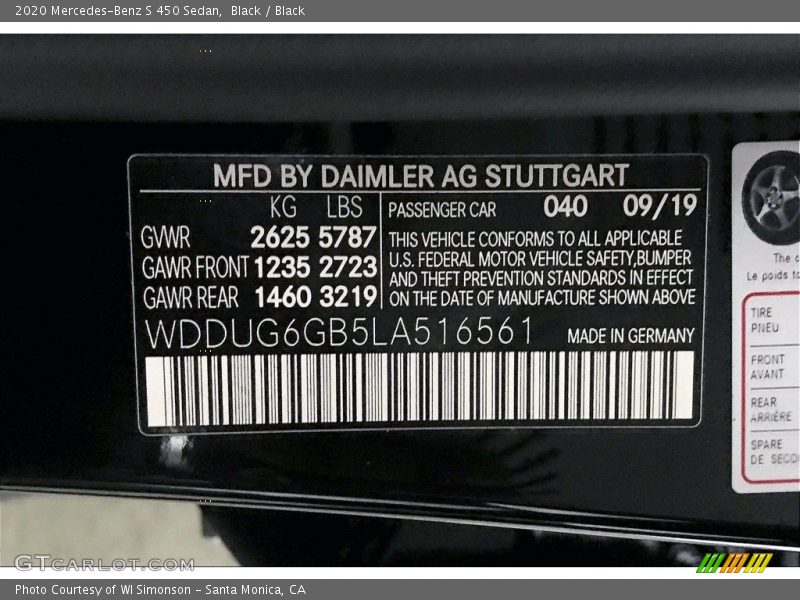 2020 Mercedes-Benz S 450 Sedan, Black / Black
MFD BY DAIMLER AG STUTTGART
KG LBS
GVWR 2625 5787
GAWR FRONT 1235 2723
GAWR REAR 1460 3219
PASSENGER CAR 040 09/19
THIS VEHICLE CONFORMS TO ALL APPLICABLE
U.S. FEDERAL MOTOR VEHICLE SAFETY,BUMPER
AND THEFT PREVENTION STANDARDS IN EFFECT
ON THE DATE OF MANUFACTURE SHOWN ABOVE
WDDUG6GB5LA516561 MADE IN GERMANY
The
Le poids
TIRE
PNEU
FRONT
AVANT
REAR
ARRIÈRE
SPARE
DE
GTCARLOT.COM
Photo Courtesy of WI Simonson - Santa Monica, CA